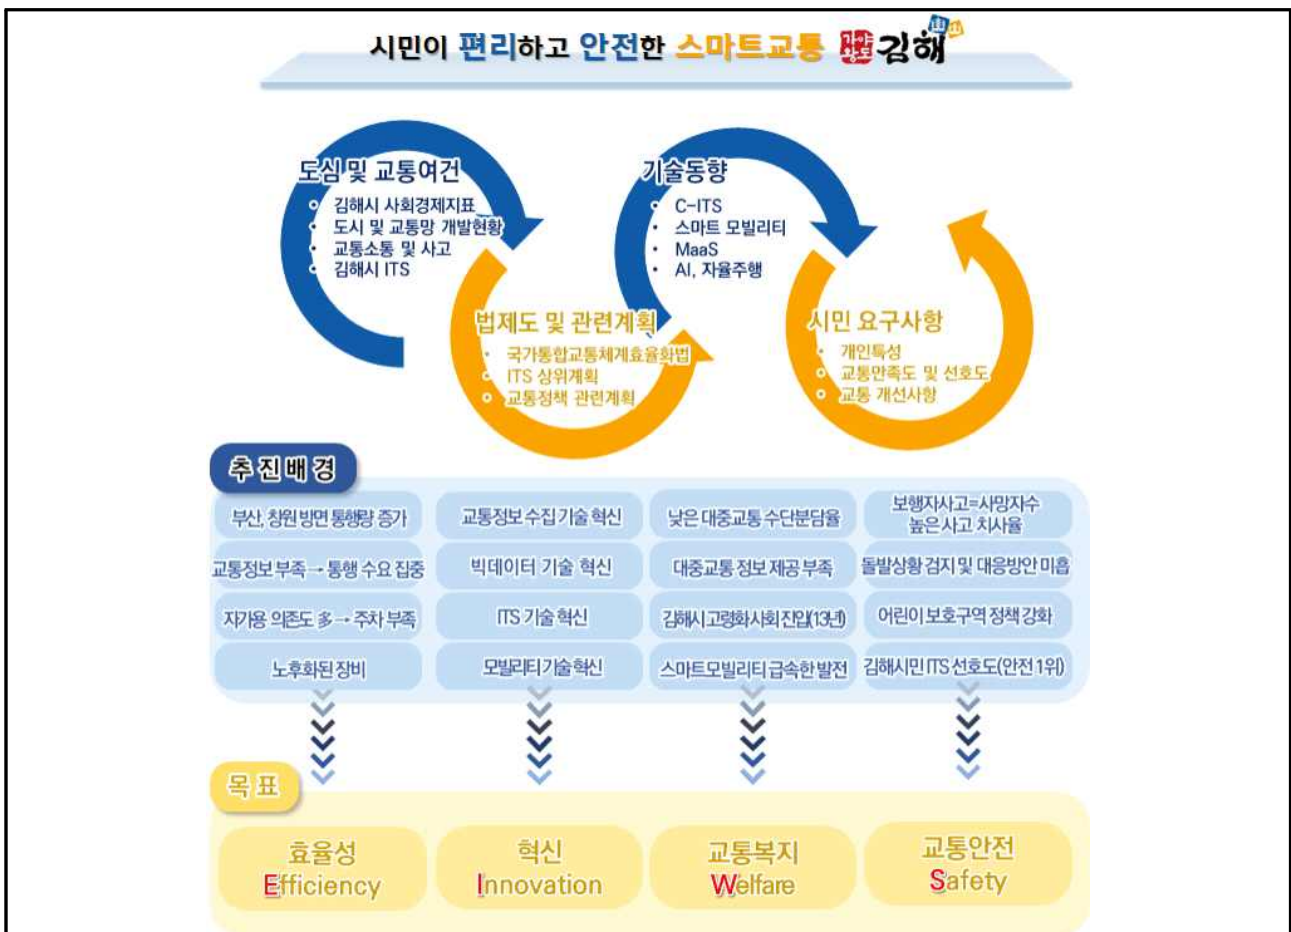 시민이 편리하고 안전한 스마트교통 가야왕도 김해
도심 및 교통여건
• 김해시 사회경제지표
• 도시 및 교통망 개발현황
• 교통소통 및 사고
• 김해시 ITS
법제도 및 관련계획
• 국가통합교통체계효율화법
• ITS 상위계획
• 교통정책 관련계획
기술동향
• C-ITS
• 스마트 모빌리티
• MaaS
• AI, 자율주행
시민 요구사항
• 개인특성
• 교통만족도 및 선호도
• 교통 개선사항
추진배경
부산, 창원 방면 통행량 증가
교통정보 부족 → 통행 수요 집중
자가용 의존도 多 → 주차 부족
노후화된 장비
교통정보 수집 기술 혁신
빅데이터 기술 혁신
ITS 기술 혁신
모빌리티 기술 혁신
낮은 대중교통 수단분담율
대중교통 정보 제공 부족
김해시 고령화 사회 진입(13년)
스마트모빌리티 급속한 발전
보행자사고=사망자수
높은 사고 치사율
돌발상황 검지 및 대응방안 미흡
어린이 보호구역 정책 강화
김해시민 ITS 선호도(안전 1위)
목표
효율성
Efficiency
혁신
Innovation
교통복지
Welfare
교통안전
Safety